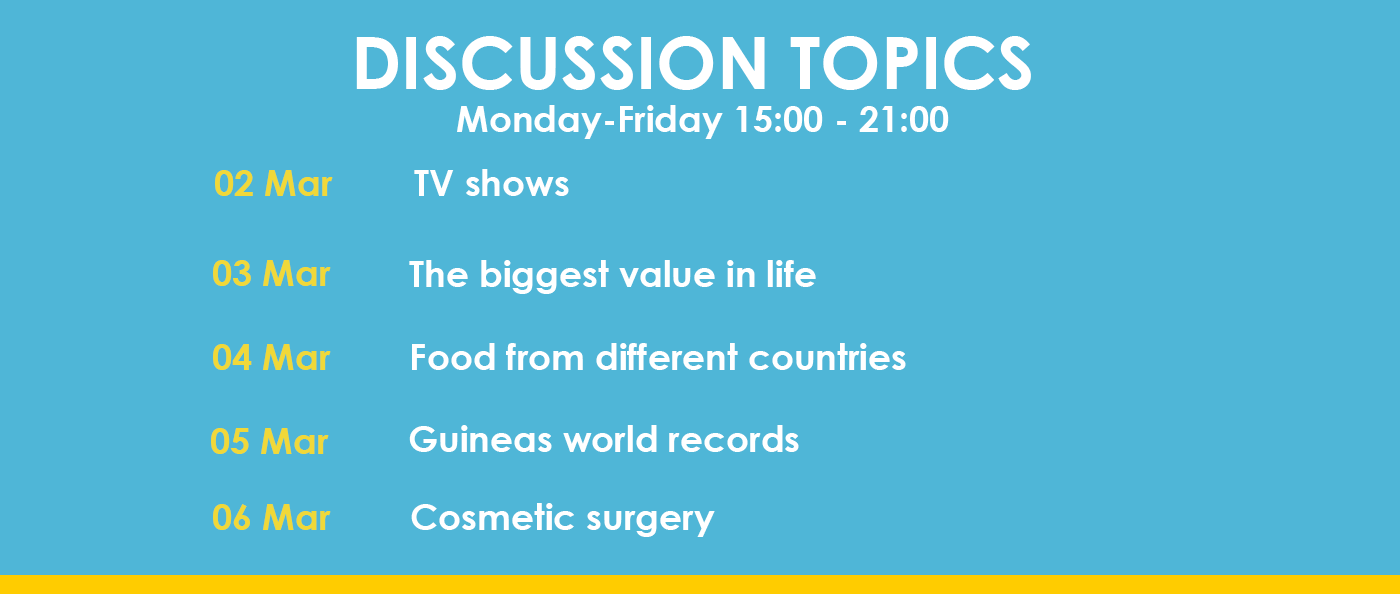 DISCUSSION TOPICS
Monday-Friday 15:00 - 21:00
02 Mar TV shows
03 Mar The biggest value in life
04 Mar Food from different countries
05 Mar Guineas world records
06 Mar Cosmetic surgery